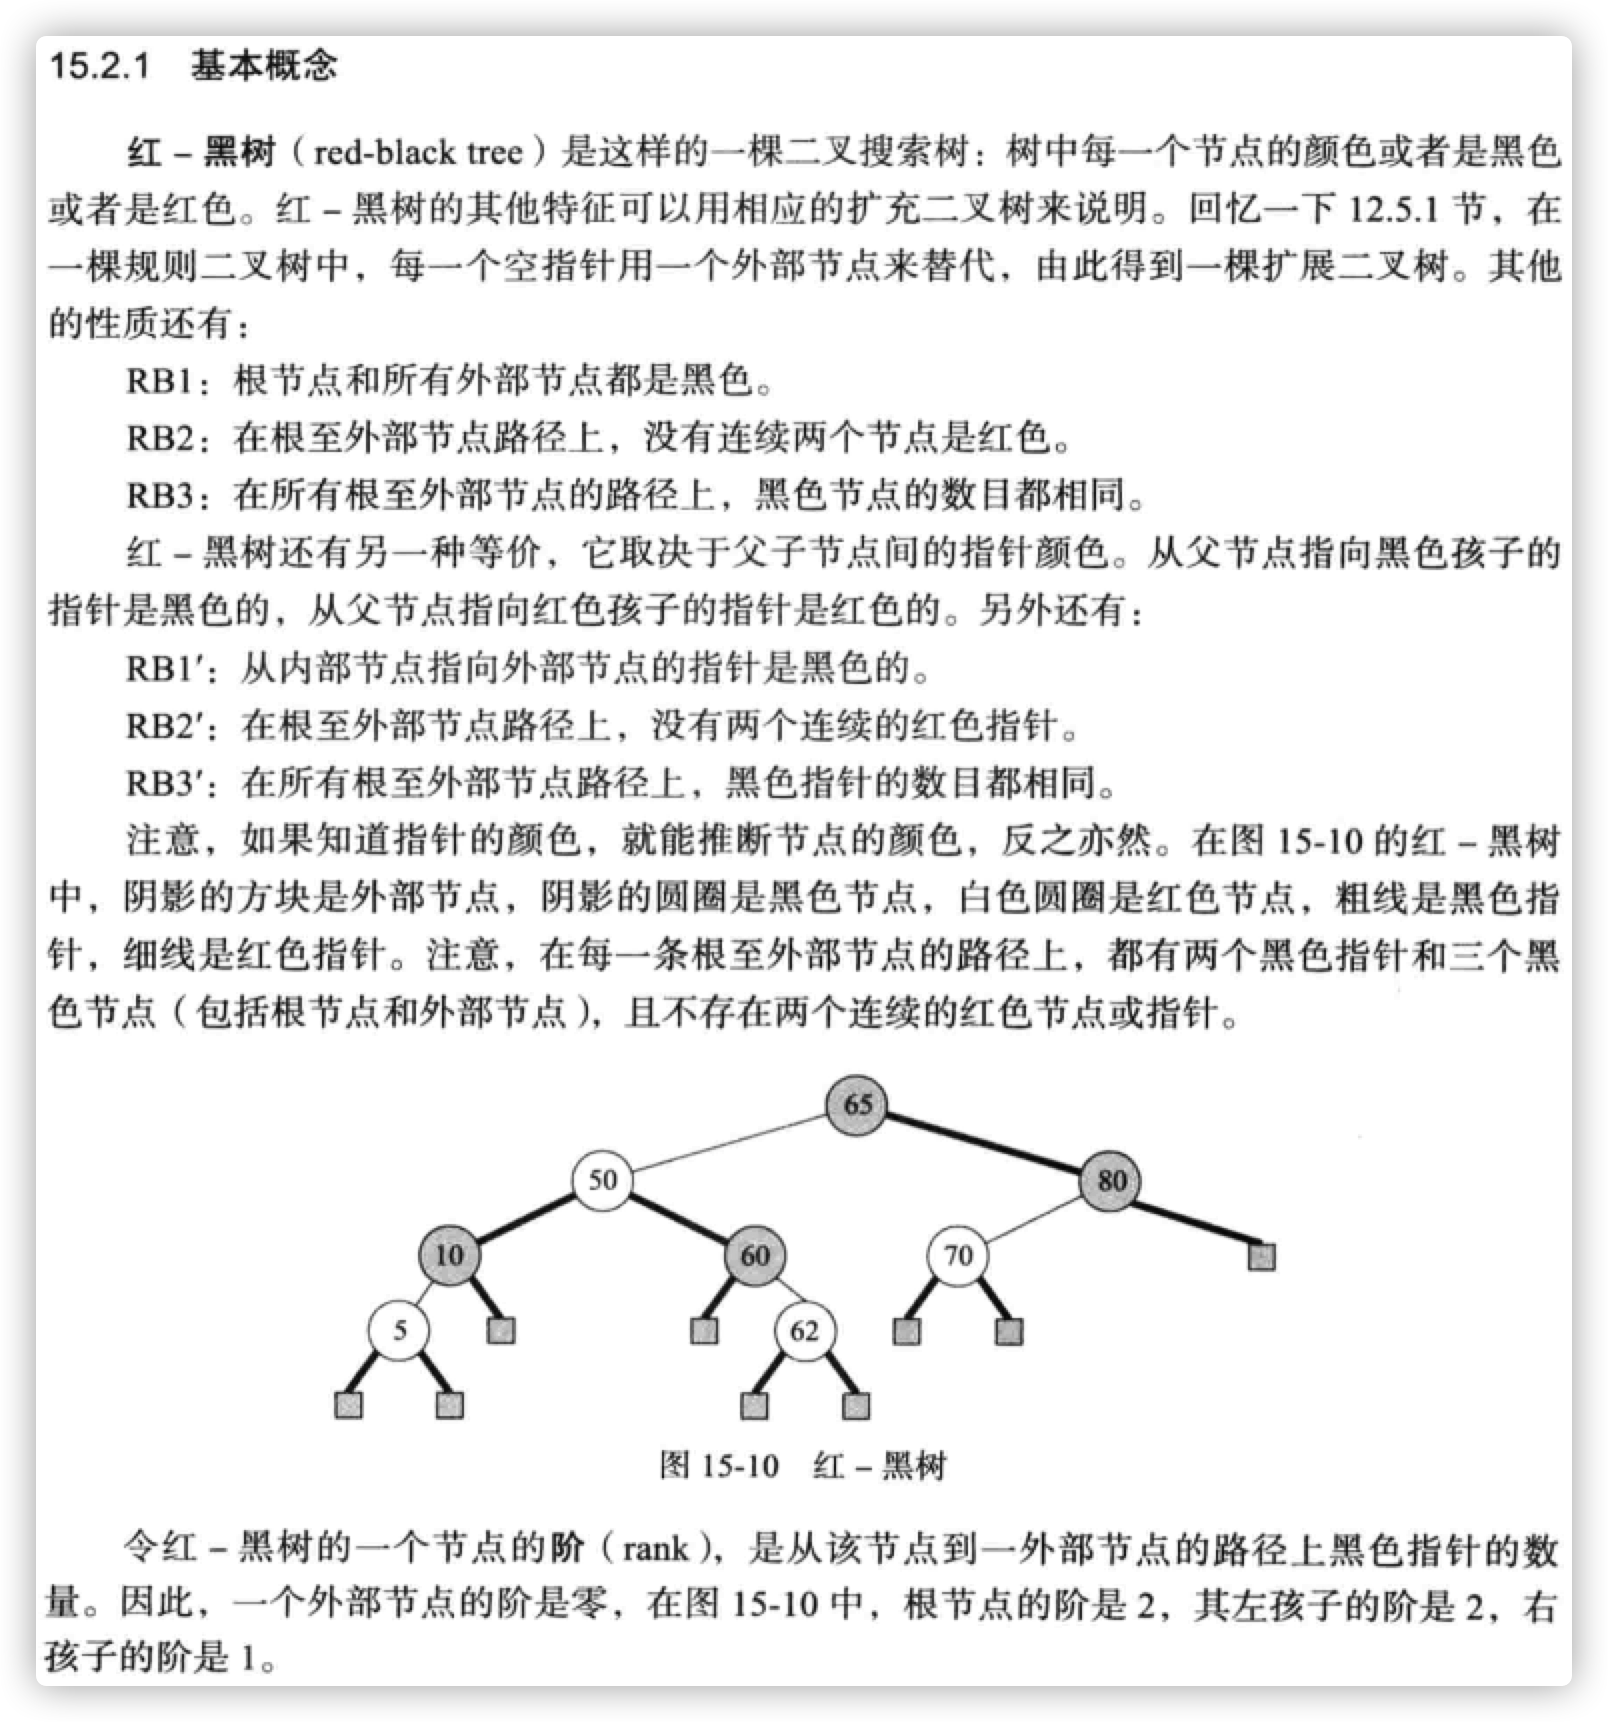 15.2.1 基本概念
红－黑树（red-black tree）是这样的一棵二叉搜索树：树中每一个节点的颜色或者是黑色
或者是红色。红－黑树的其他特征可以用相应的扩充二叉树来说明。回忆一下 12.5.1 节，在
一棵规则二叉树中，每一个空指针用一个外部节点来替代，由此得到一棵扩展二叉树。其他
的性质还有：
RB1：根节点和所有外部节点都是黑色。
RB2：在根至外部节点路径上，没有连续两个节点是红色。
RB3：在所有根至外部节点的路径上，黑色节点的数目都相同。
红－黑树还有另一种等价，它取决于父子节点间的指针颜色。从父节点指向黑色孩子的
指针是黑色的，从父节点指向红色孩子的指针是红色的。另外还有：
RB1′：从内部节点指向外部节点的指针是黑色的。
RB2′：在根至外部节点路径上，没有两个连续的红色指针。
RB3′：在所有根至外部节点路径上，黑色指针的数目都相同。
注意，如果知道指针的颜色，就能推断节点的颜色，反之亦然。在图 15-10 的红－黑树
中，阴影的方块是外部节点，阴影的圆圈是黑色节点，白色圆圈是红色节点，粗线是黑色指
针，细线是红色指针。注意，在每一条根至外部节点的路径上，都有两个黑色指针和三个黑
色节点（包括根节点和外部节点），且不存在两个连续的红色节点或指针。
65
50 80
10 60 70
5 62
图 15-10 红－黑树
令红－黑树的一个节点的阶（rank），是从该节点到一外部节点的路径上黑色指针的数
量。因此，一个外部节点的阶是零，在图 15-10 中，根节点的阶是 2，其左孩子的阶是 2，右
孩子的阶是 1。